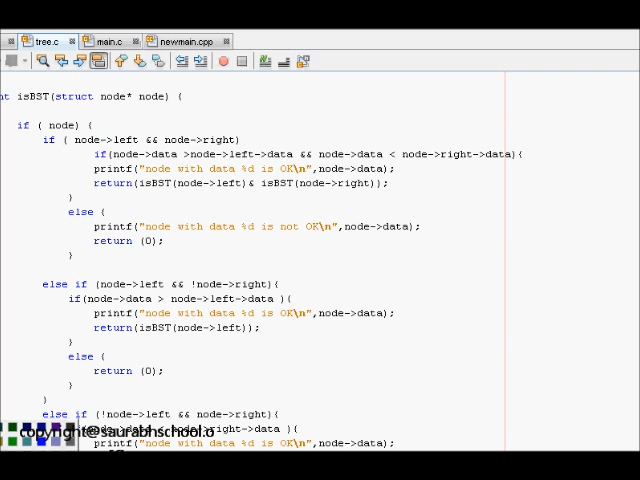 tree.c main.c newmain.cpp
nt isBST(struct node* node) {
if ( node) {
if ( node->left && node->right)
if(node->data >node->left->data && node->data < node->right->data){
printf("node with data %d is OK\n",node->data);
return(isBST(node->left)& isBST(node->right));
}
else {
printf("node with data %d is not OK\n",node->data);
return (0);
}
else if (node->left && !node->right){
if(node->data > node->left->data ){
printf("node with data %d is OK\n",node->data);
return(isBST(node->left));
}
else {
return (0);
}
}
else if (!node->left && node->right){
< node->right->data ){
copyright@saurabhschool.o
printf("node with data %d is OK\n",node->data);